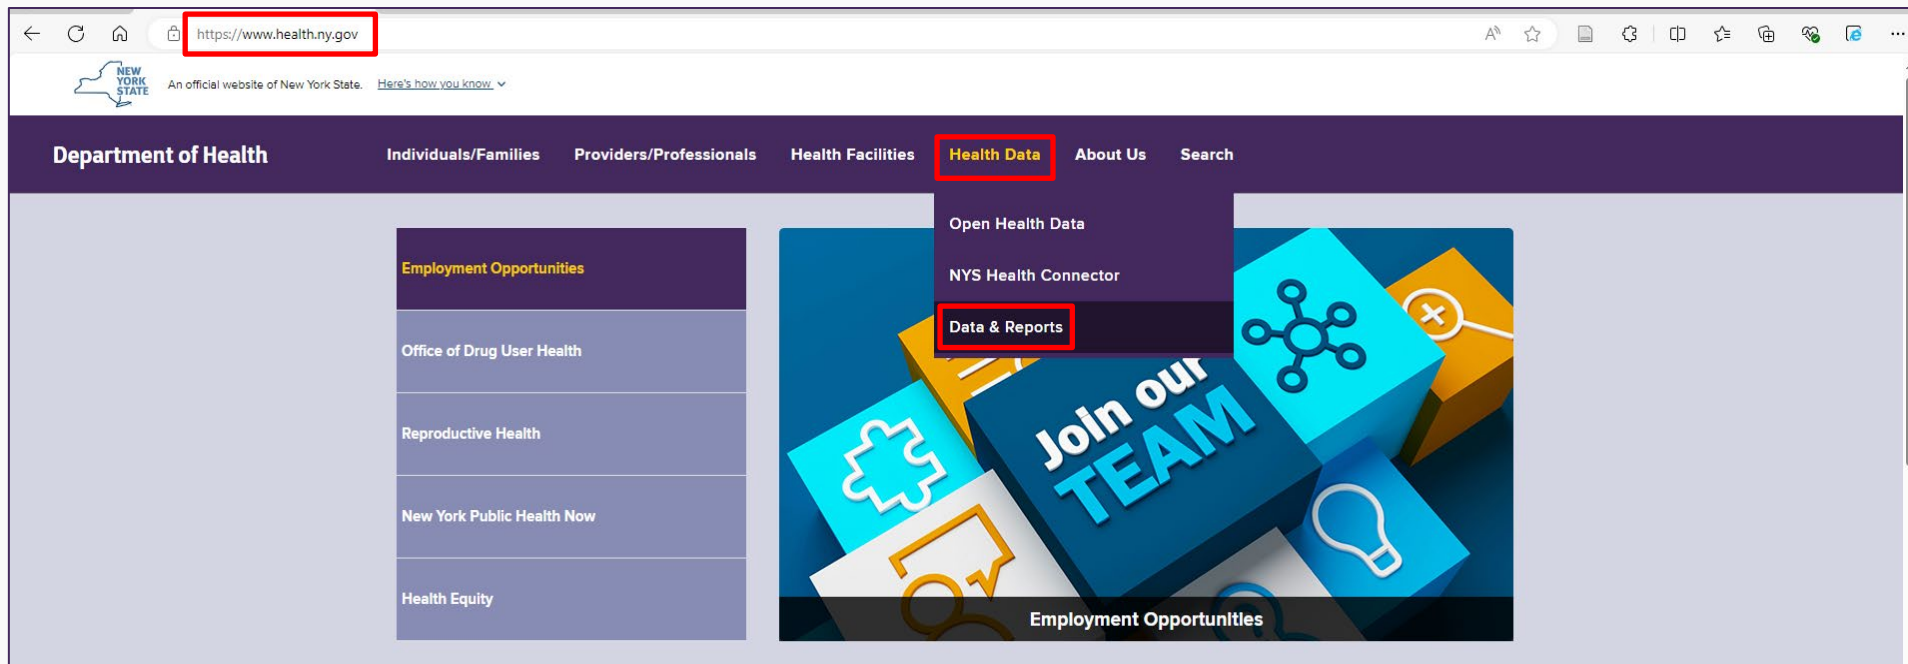 https://www.health.ny.gov
NEW
YORK
STATE
An official website of New York State. Here's how you know
Department of Health
Individuals/Families Providers/Professionals Health Facilities Health Data About Us Search
Open Health Data
NYS Health Connector
Data & Reports
Employment Opportunities
Office of Drug User Health
Reproductive Health
New York Public Health Now
Health Equity
Join our
TEAM
Employment Opportunities